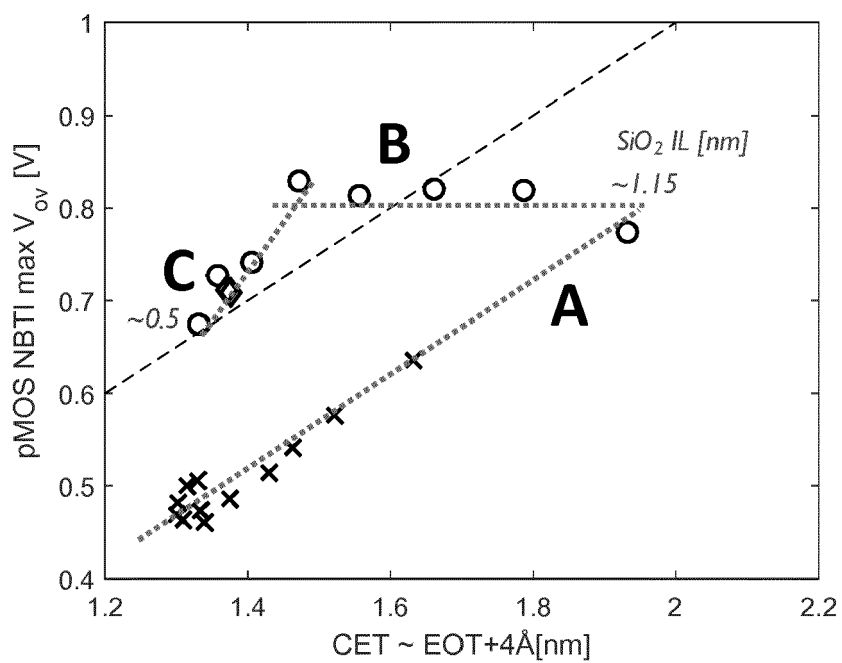 1
0.9
0.8
0.7
0.6
0.5
0.4
pMOS NBTI max V_ov [V]
B
SiO₂ IL [nm]
~1.15
C
A
~0.5
1.2
1.4
1.6
1.8
2
2.2
CET ~ EOT+4Å[nm]